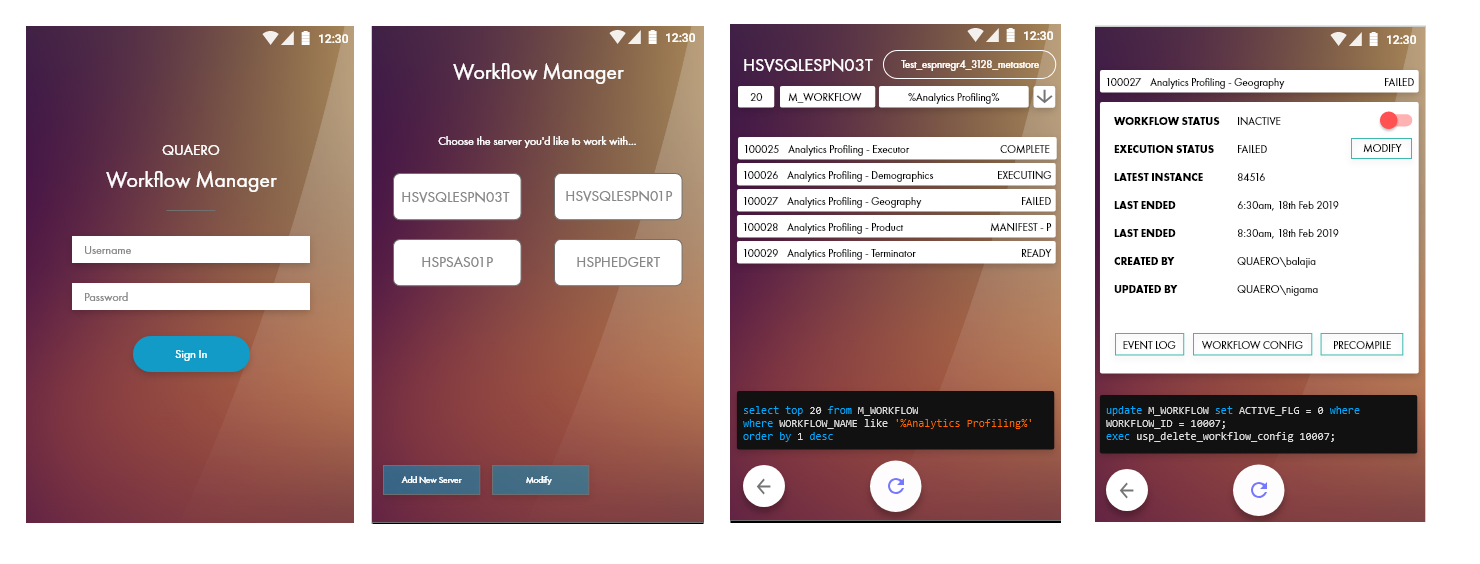 12:30
QUAERO
Workflow Manager
Username
Password
Sign In
12:30
Workflow Manager
Choose the server you'd like to work with...
HSVSQLESPN03T HSVSQLESPN01P
HSPSAS01P HSPHEDGERT
Add New Server Modify
12:30
HSVSQLESPN03T Test_espnregr4_3128_metastore
20 M_WORKFLOW %Analytics Profiling%
100025 Analytics Profiling - Executor COMPLETE
100026 Analytics Profiling - Demographics EXECUTING
100027 Analytics Profiling - Geography FAILED
100028 Analytics Profiling - Product MANIFEST - P
100029 Analytics Profiling - Terminator READY
select top 20 from M_WORKFLOW
where WORKFLOW_NAME like '%Analytics Profiling%'
order by 1 desc
12:30
100027 Analytics Profiling - Geography FAILED
WORKFLOW STATUS INACTIVE
EXECUTION STATUS FAILED MODIFY
LATEST INSTANCE 84516
LAST ENDED 6:30am, 18th Feb 2019
LAST ENDED 8:30am, 18th Feb 2019
CREATED BY QUAERO\balajia
UPDATED BY QUAERO\nigama
EVENT LOG WORKFLOW CONFIG PRECOMPILE
update M_WORKFLOW set ACTIVE_FLG = 0 where
WORKFLOW_ID = 10007;
exec usp_delete_workflow_config 10007;